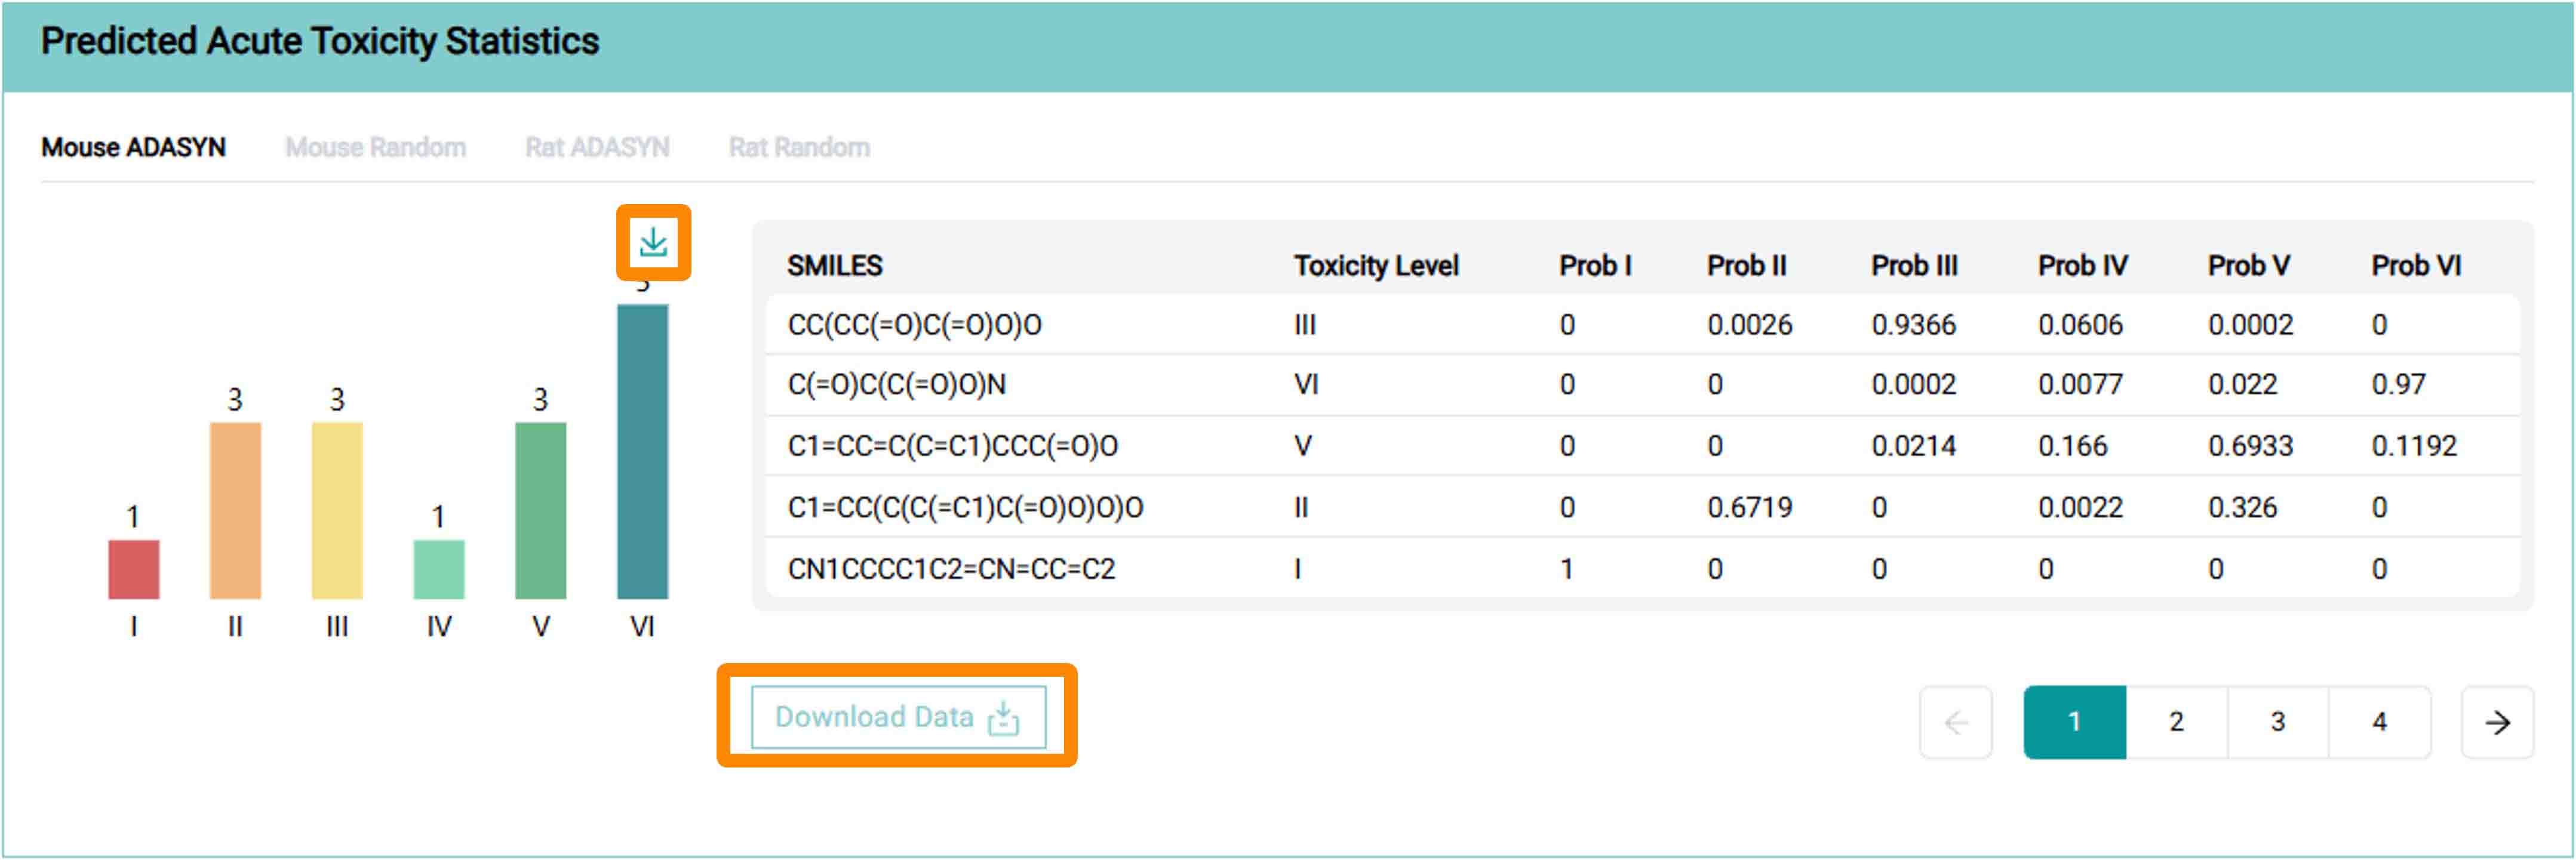 Predicted Acute Toxicity Statistics
Mouse ADASYN Mouse Random Rat ADASYN Rat Random
3 3 1 3 1
I II III IV V VI
SMILES Toxicity Level Prob I Prob II Prob III Prob IV Prob V Prob VI
CC(CC(=O)C(=O)O)O III 0 0.0026 0.9366 0.0606 0.0002 0
C(=O)C(C(=O)O)N VI 0 0 0.0002 0.0077 0.022 0.97
C1=CC=C(C=C1)CCC(=O)O V 0 0 0.0214 0.166 0.6933 0.1192
C1=CC(C(C(=C1)C(=O)O)O)O II 0 0.6719 0 0.0022 0.326 0
CN1CCCC1C2=CN=CC=C2 I 1 0 0 0 0 0
Download Data
1 2 3 4